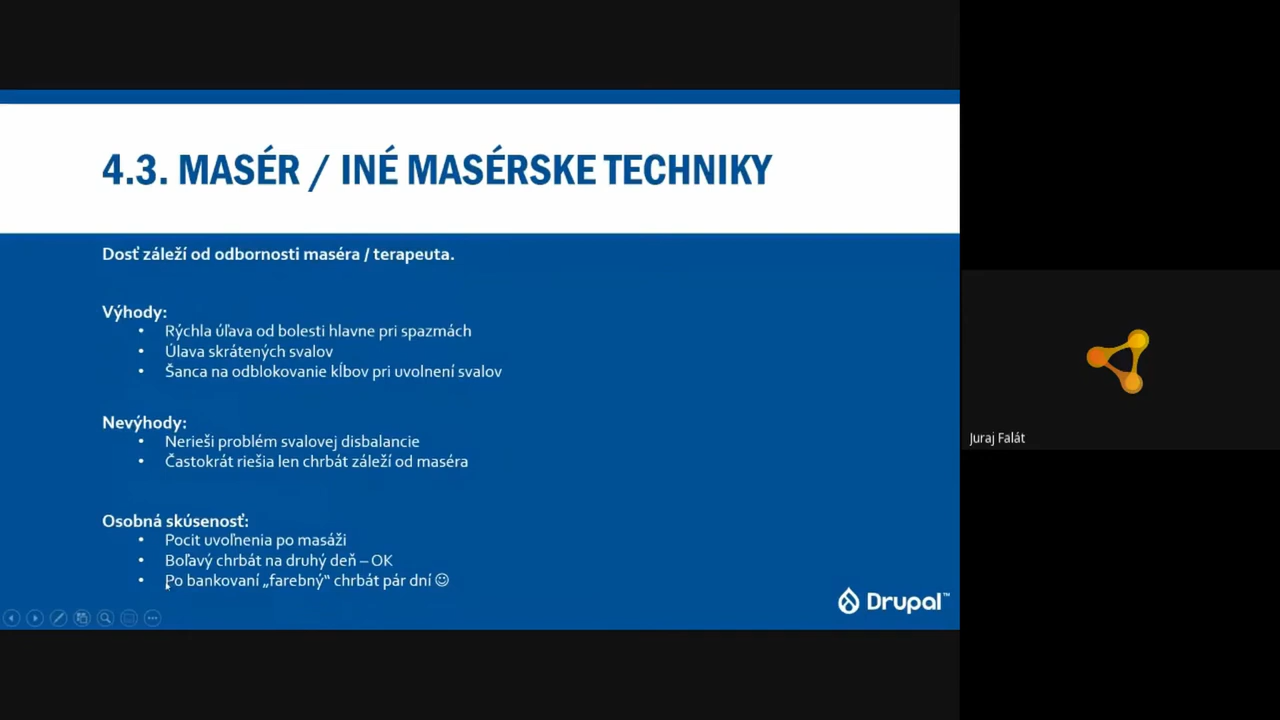 4.3. MASÉR / INÉ MASÉRSKE TECHNIKY
Dosť záleží od odbornosti maséra / terapeuta.
Výhody:
• Rýchla úľava od bolesti hlavne pri spazmách
• Úlava skrátených svalov
• Šanca na odblokovanie kĺbov pri uvolnení svalov
Nevýhody:
• Nerieši problém svalovej disbalancie
• Častokrát riešia len chrbát záleží od maséra
Osobná skúsenosť:
• Pocit uvoľnenia po masáži
• Boľavý chrbát na druhý deň – OK
• Po bankovaní „farebný“ chrbát pár dní ☺
Drupal™
Juraj Falát